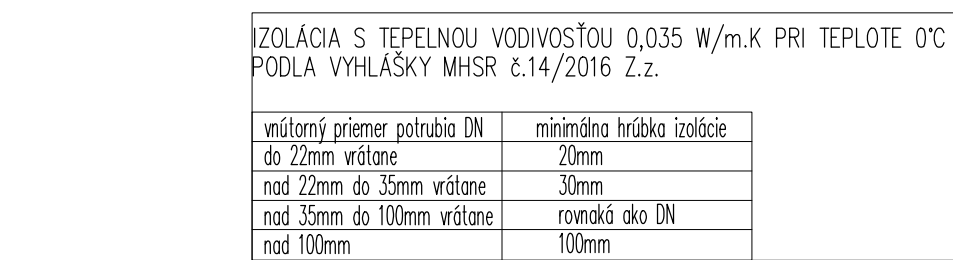 IZOLÁCIA S TEPELNOU VODIVOSŤOU 0,035 W/m.K PRI TEPLOTE 0°C
PODLA VYHLÁŠKY MHSR č.14/2016 Z.z.
vnútorný priemer potrubia DN minimálna hrúbka izolácie
do 22mm vrátane 20mm
nad 22mm do 35mm vrátane 30mm
nad 35mm do 100mm vrátane rovnaká ako DN
nad 100mm 100mm